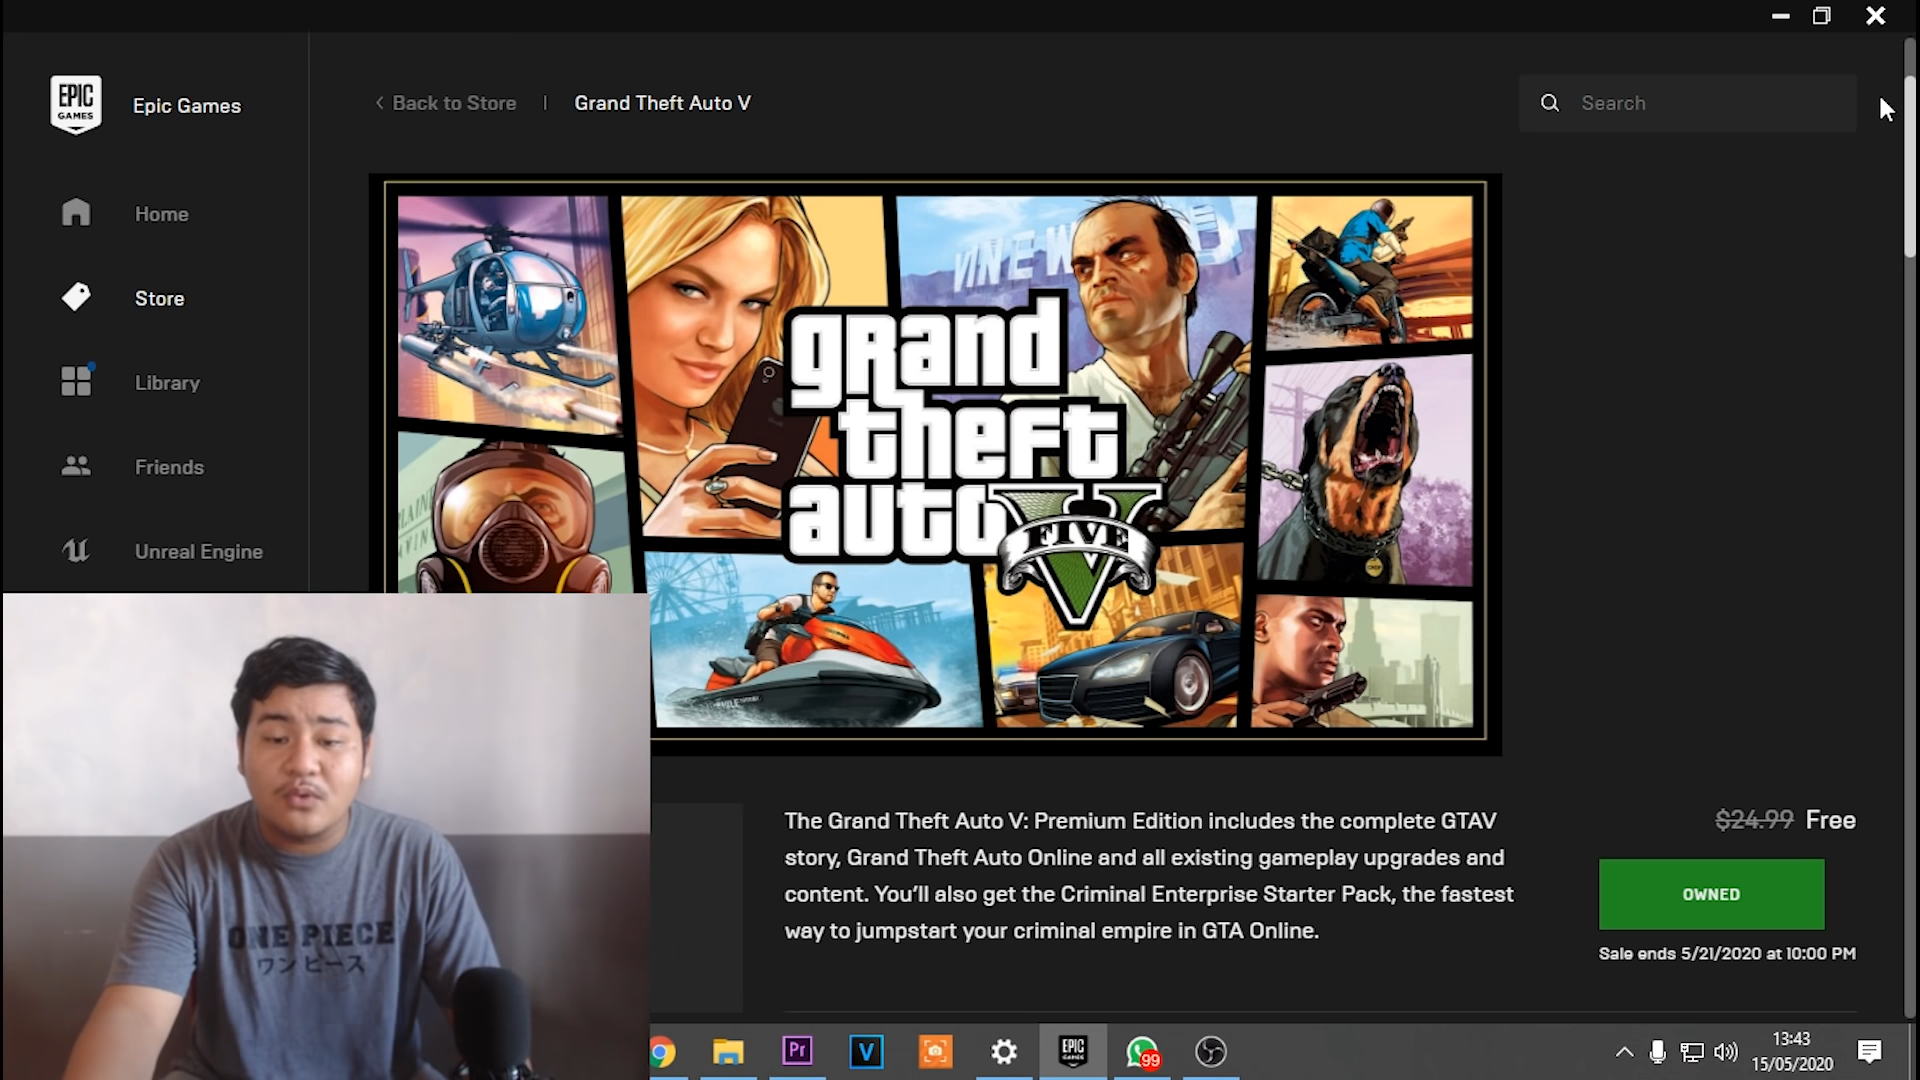 EPIC
GAMES
Epic Games
Back to Store
Grand Theft Auto V
Search
Home
Store
Library
Friends
Unreal Engine
VINEW
grand
theft
auto
FIVE
V
The Grand Theft Auto V: Premium Edition includes the complete GTAV
story, Grand Theft Auto Online and all existing gameplay upgrades and
content. You'll also get the Criminal Enterprise Starter Pack, the fastest
way to jumpstart your criminal empire in GTA Online.
$24.99 Free
OWNED
Sale ends 5/21/2020 at 10:00 PM
ONE PIECE
ワンピース
Pr
V
EPIC
GAMES
99
13:43
15/05/2020